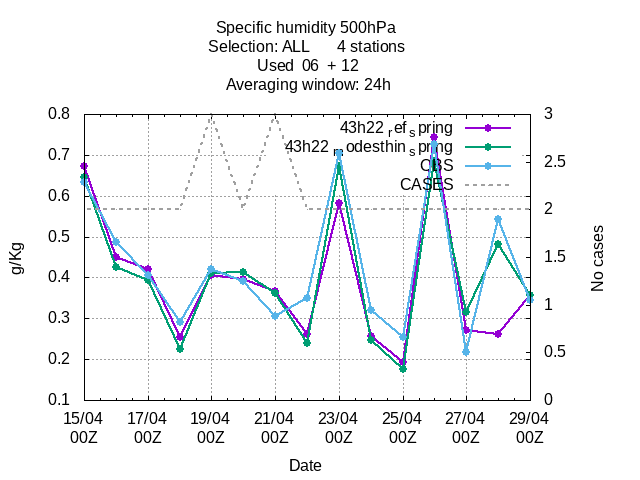 Specific humidity 500hPa
Selection: ALL 4 stations
Used 06 + 12
Averaging window: 24h
g/Kg
No cases
0.8
0.7
0.6
0.5
0.4
0.3
0.2
0.1
3
2.5
2
1.5
1
0.5
0
43h22 ref spring
43h22 modesthin spring
OBS
CASES
15/04 17/04 19/04 21/04 23/04 25/04 27/04 29/04
00Z 00Z 00Z 00Z 00Z 00Z 00Z 00Z
Date